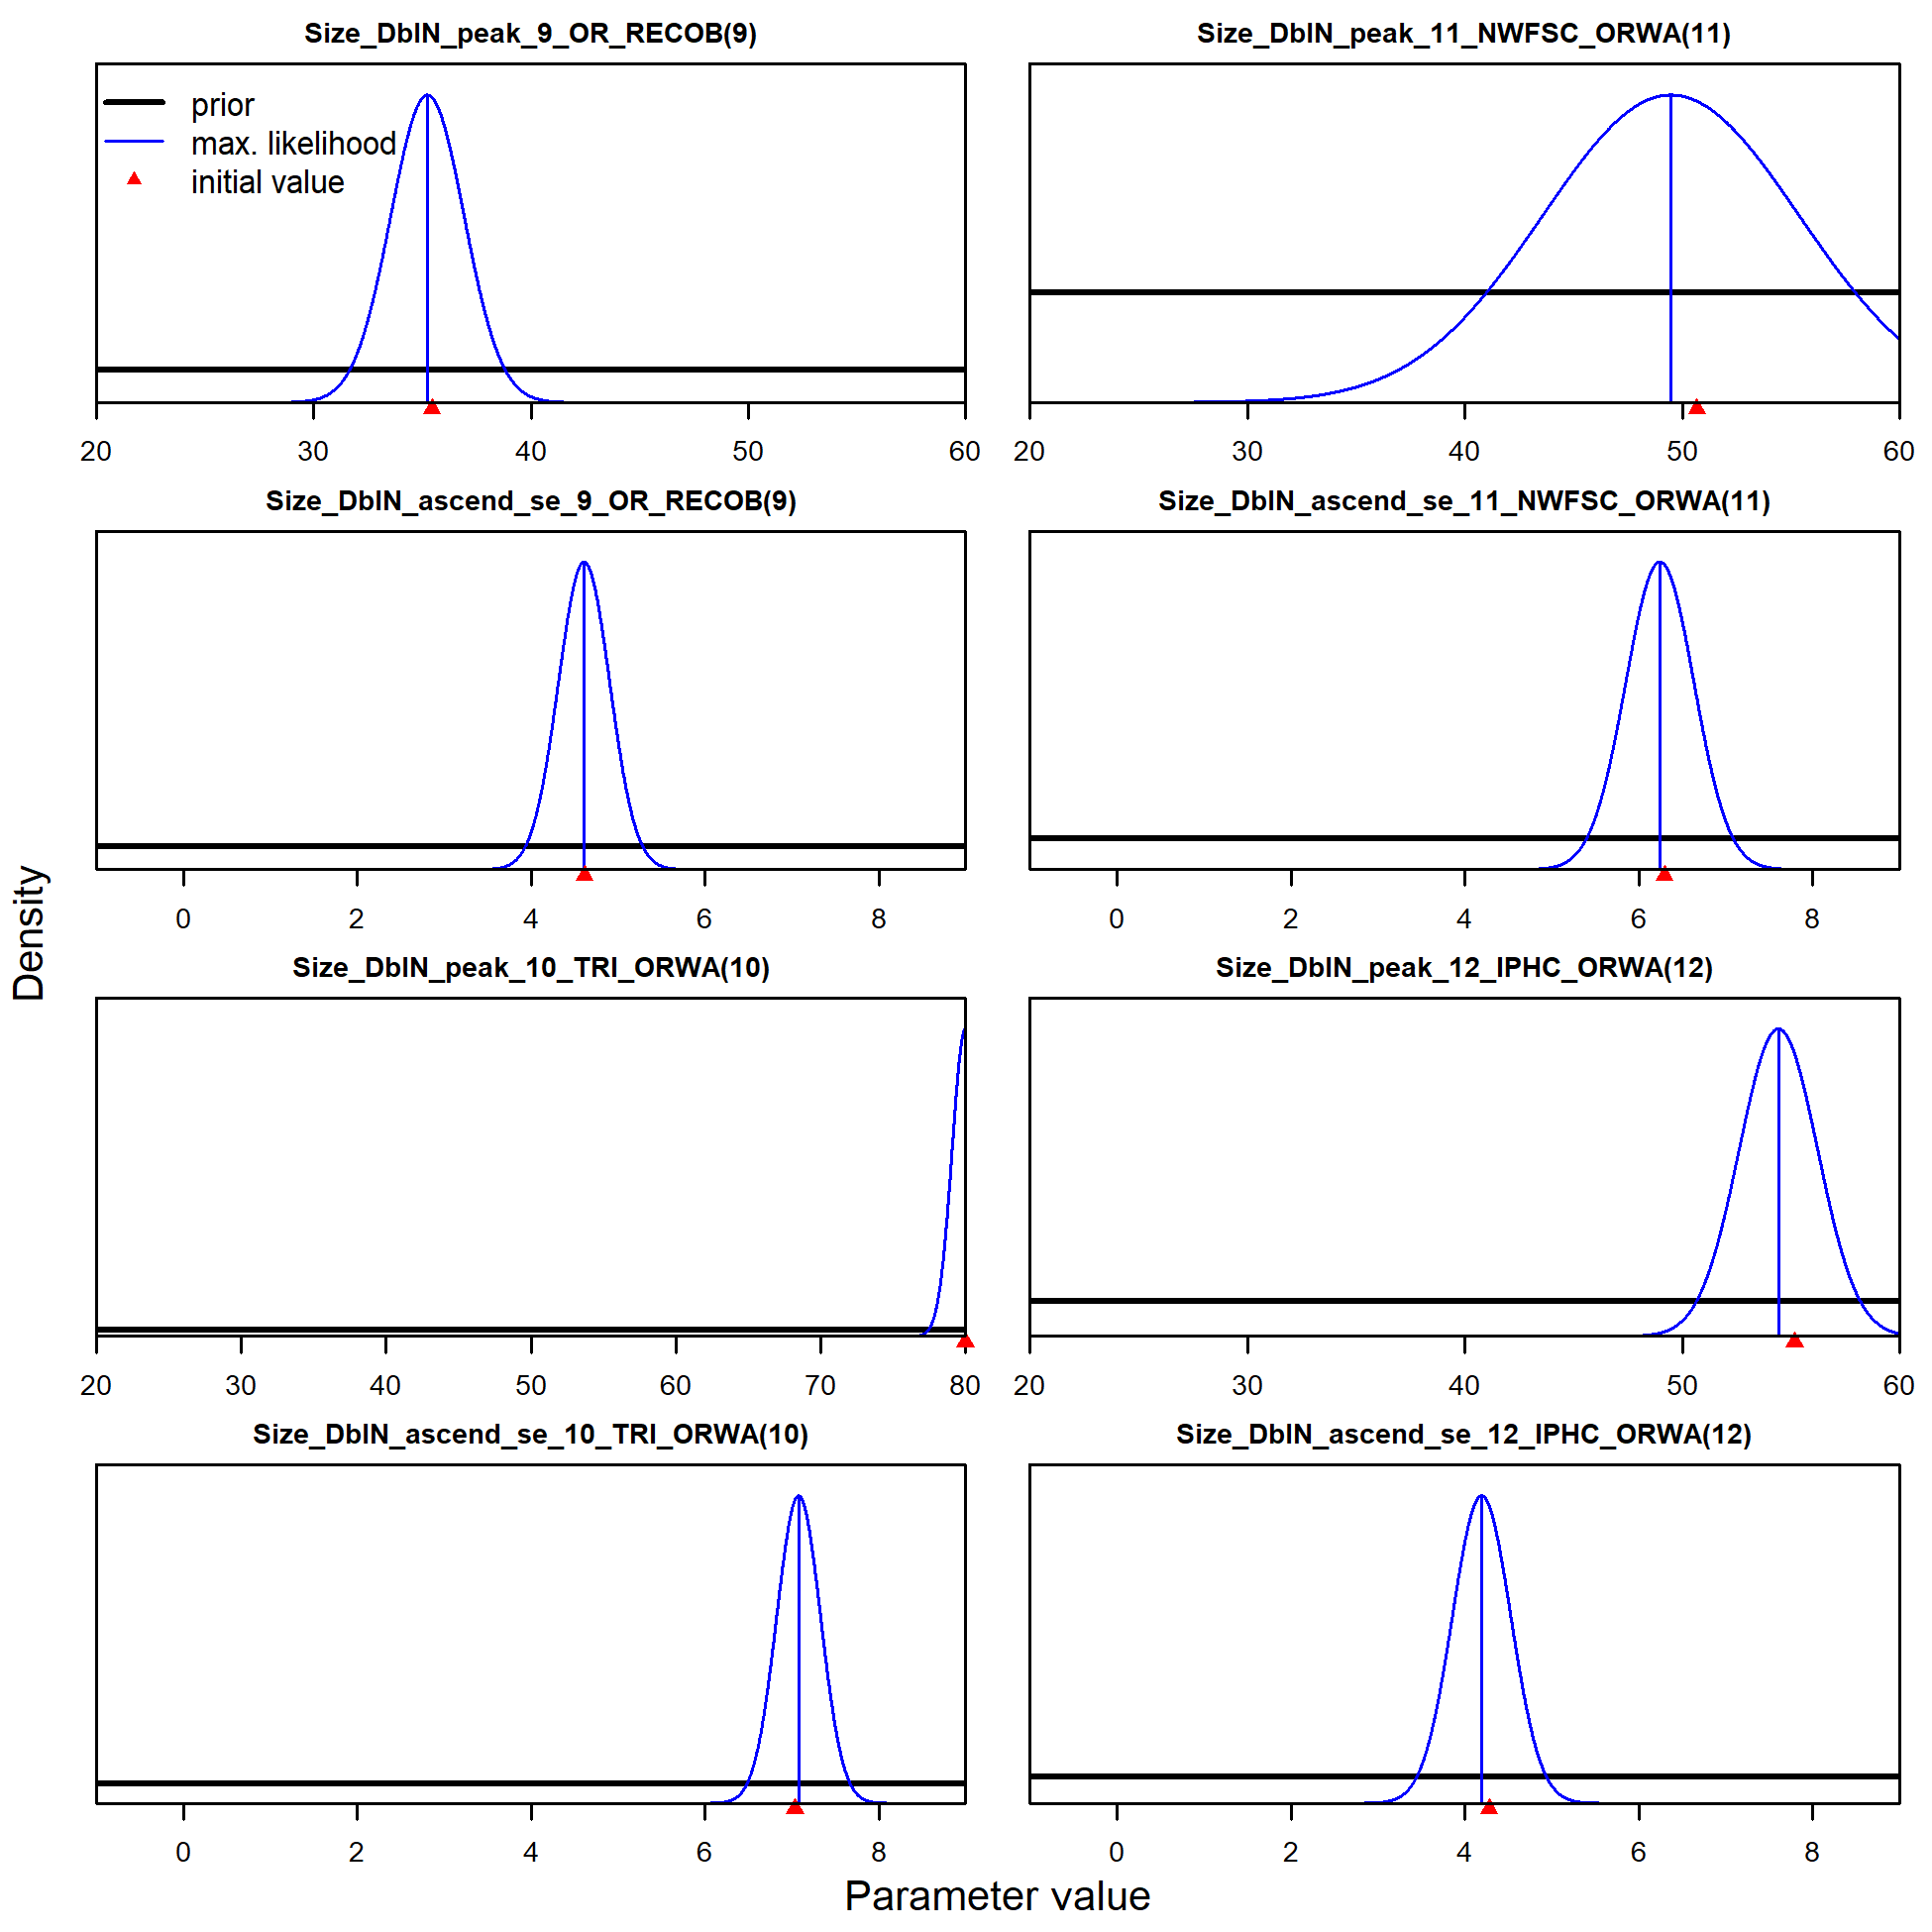 Size_DblN_peak_9_OR_RECOB(9)
prior
max. likelihood
initial value
20 30 40 50 60
Size_DblN_peak_11_NWFSC_ORWA(11)
20 30 40 50 60
Size_DblN_ascend_se_9_OR_RECOB(9)
0 2 4 6 8
Size_DblN_ascend_se_11_NWFSC_ORWA(11)
0 2 4 6 8
Size_DblN_peak_10_TRI_ORWA(10)
20 30 40 50 60 70 80
Size_DblN_peak_12_IPHC_ORWA(12)
20 30 40 50 60
Size_DblN_ascend_se_10_TRI_ORWA(10)
0 2 4 6 8
Size_DblN_ascend_se_12_IPHC_ORWA(12)
0 2 4 6 8
Density
Parameter value